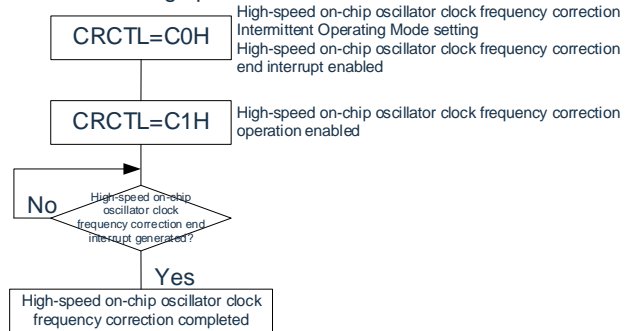 High-speed on-chip oscillator clock frequency correction
Intermittent Operating Mode setting
CRCTL=C0H
High-speed on-chip oscillator clock frequency correction
end interrupt enabled
CRCTL=C1H
High-speed on-chip oscillator clock frequency correction
operation enabled
No
High-speed on-chip
oscillator clock
frequency correction end
interrupt generated?
Yes
High-speed on-chip oscillator clock
frequency correction completed